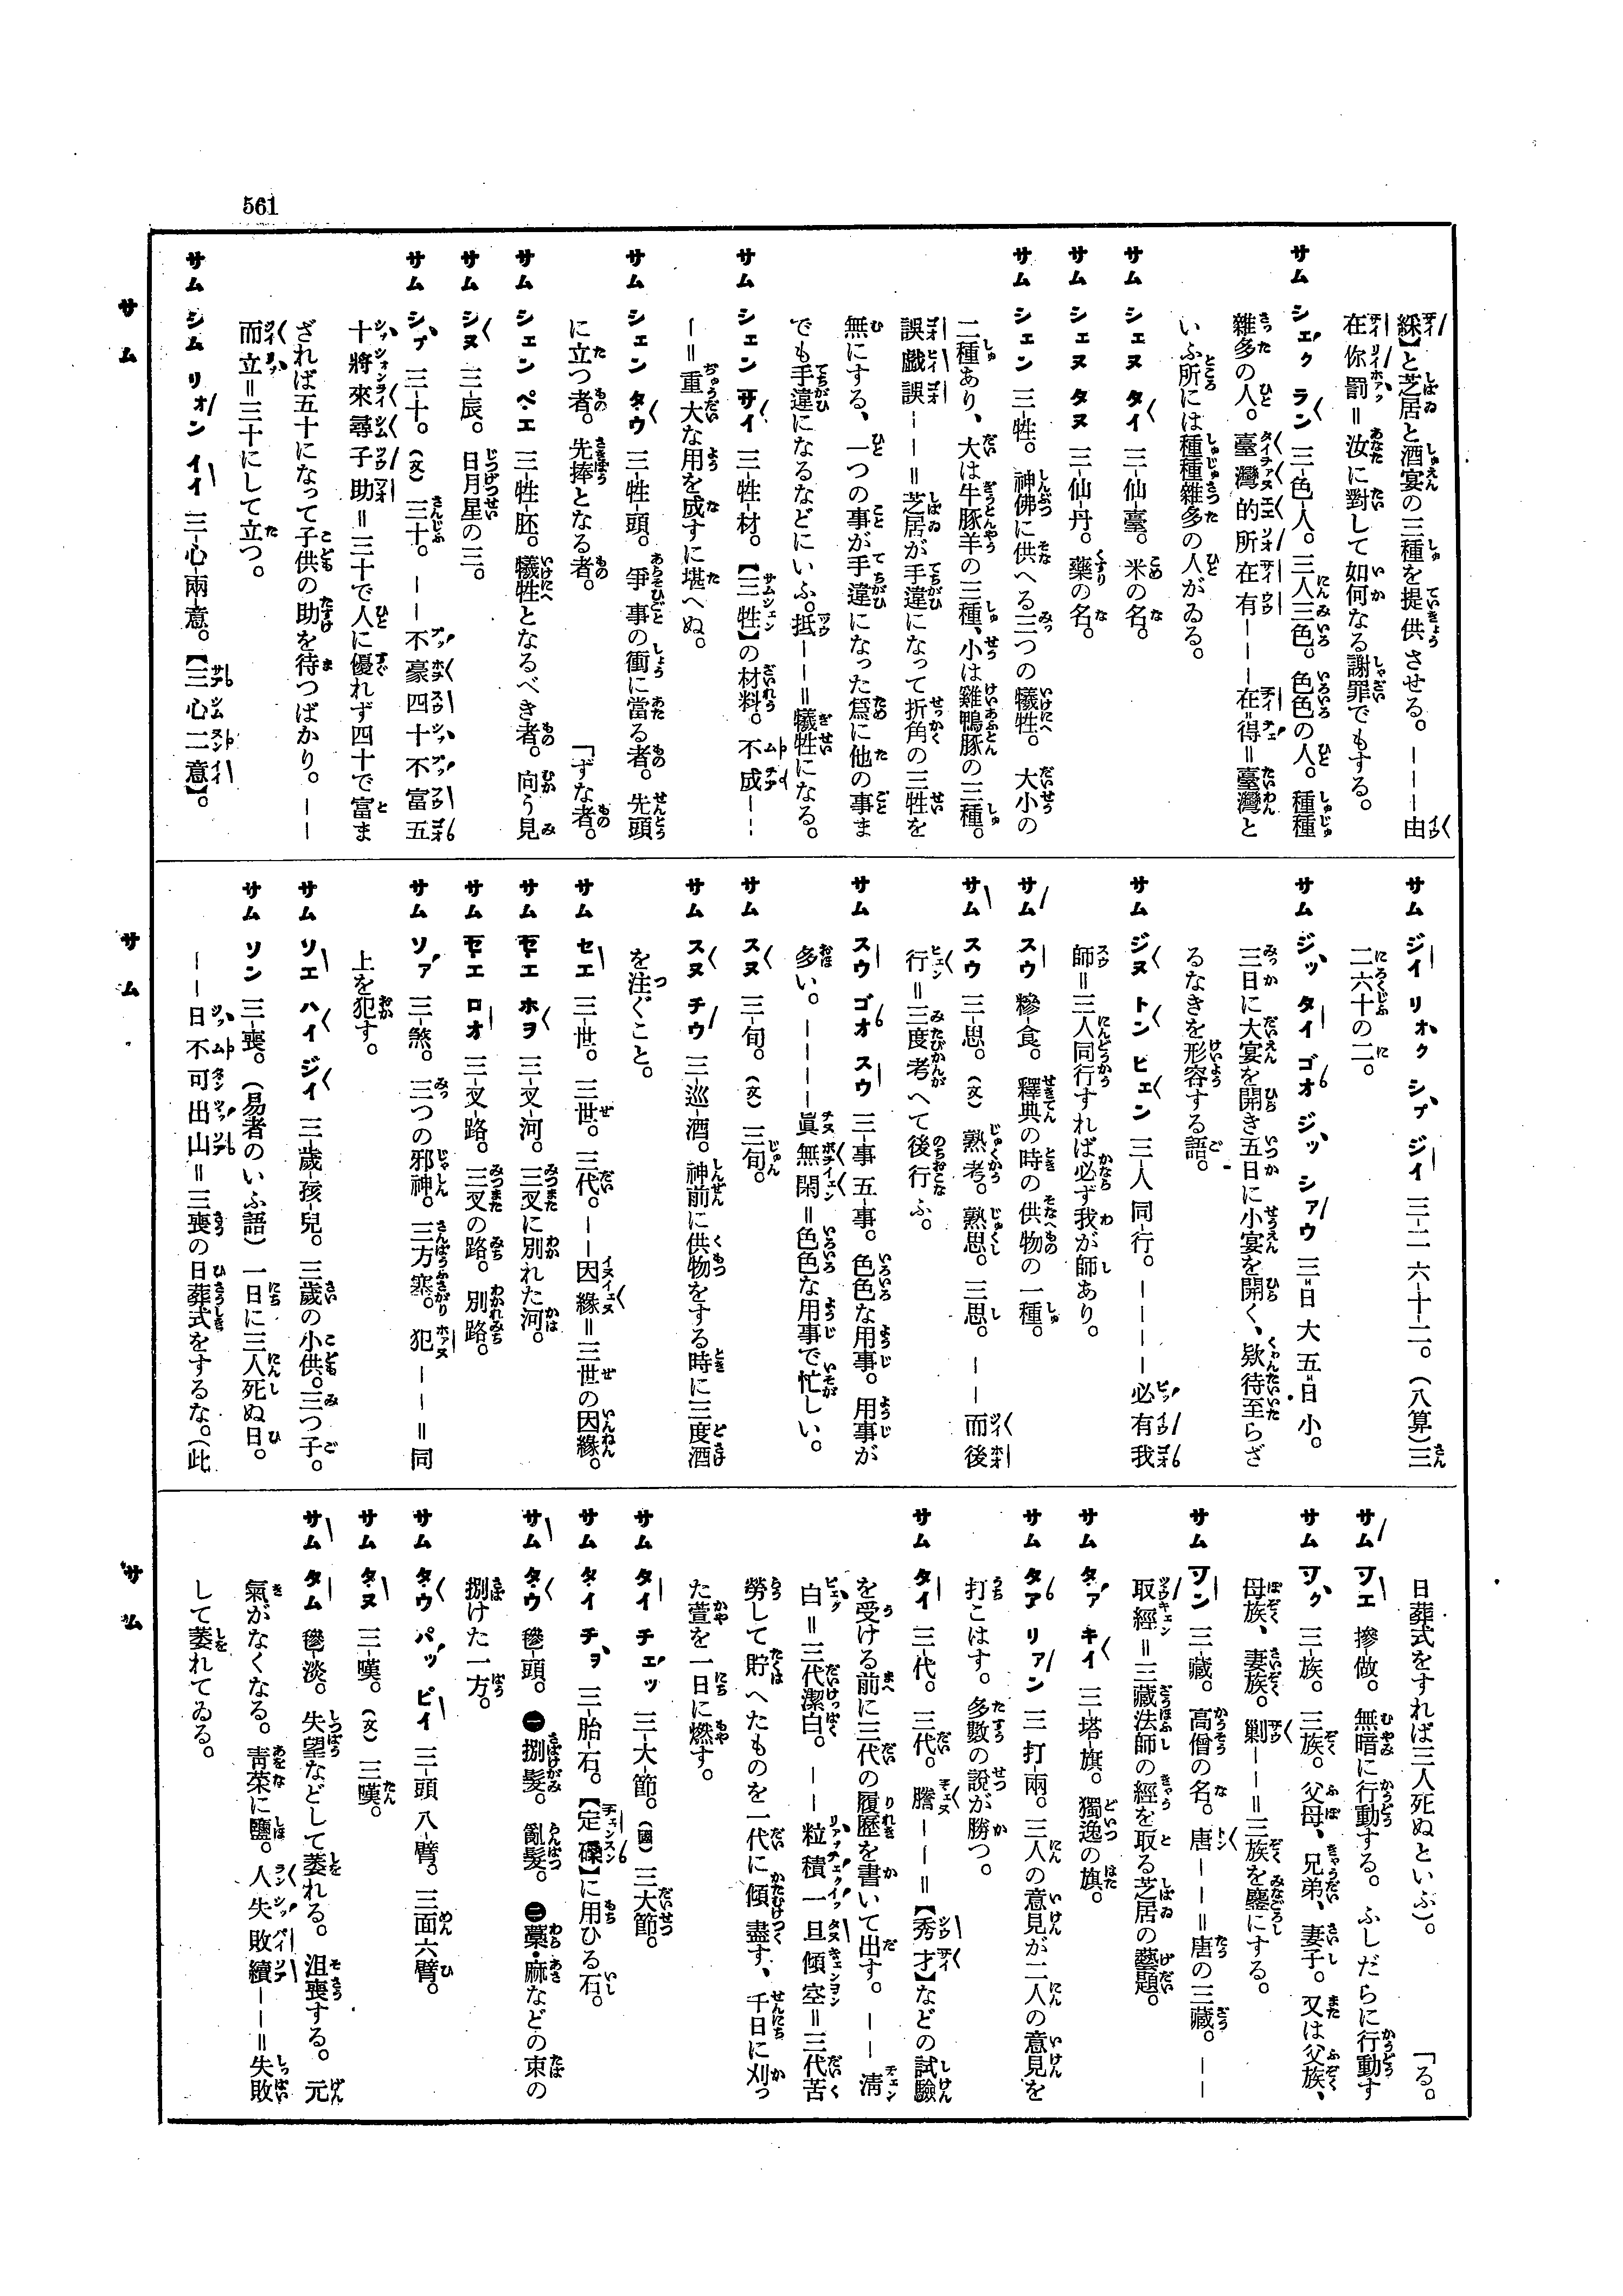 561
綵】と芝居と酒宴の三種を提供させる。－－－由
在你罰＝汝に對して如何なる謝罪でもする。
サム シェク ラン 三-色-人。三人三色。色色の人。種種
雜多の人。臺灣的所在有－－－在=得＝臺灣と
いふ所には種種雜多の人がゐる。
サム シェヌ タイ 三-仙-臺。米の名。
サム シェヌ タヌ 三-仙-丹。藥の名。
サム シェン 三-牲。神佛に供へる三つの犧牲。大小の
二種あり、大は牛豚羊の三種、小は雞鴨豚の三種。
誤戲誤－－＝芝居が手違になって折角の三牲を
無にする、一つの事が手違になった爲に他の事ま
でも手違になるなどにいふ。抵－－＝犧牲になる。
サム シェン ザイ 三-牲-材。【三牲】の材料。不成－－
－＝重大な用を成すに堪へぬ。
サム シェン タウ 三-牲-頭。爭事の衝に當る者。先頭
に立つ者。先捧となる者。 「ずな者。
サム シェン ペエ 三-牲-胚。犧牲となるべき者。向う見
サム シヌ 三-辰。日月星の三。
サム シプ 三-十。(文)三十。－－不豪四十不富五
十將來尋子助＝三十で人に優れず四十で富ま
ざれば五十になって子供の助を待つばかり。－－
而立＝三十にして立つ。
サム シム リォン イイ 三-心-兩-意。【三心二意】。
サム
サム ジイ リォク シプ ジイ 三-二 六-十-二。(八算)三
二六十の二。
サム ジッ タイ ゴオ ジッ シァウ 三=日 大 五=日 小。
三日に大宴を開き五日に小宴を開く、欵待至らざ
るなきを形容する語。
サム ジヌ トン ヒェン 三人 同-行。－－－－必有我
師＝三人同行すれば必ず我が師あり。
サム スウ 糝-食。釋典の時の供物の一種。
サム スウ 三-思。(文)熟考。熟思。三思。－－而後
行＝三度考へて後行ふ。
サム スウ ゴオ スウ 三-事 五-事。色色な用事。用事が
多い。－－－－眞無閑＝色色な用事で忙しい。
サム スヌ 三-旬。(文)三旬。
サム スヌ チウ 三-巡-酒。神前に供物をする時に三度酒
を注ぐこと。
サム セエ 三-世。三世。三代。－－因緣＝三世の因緣。
サム セエ ホヲ 三-叉-河。三叉に別れた河。
サム セエ ロオ 三-叉-路。三叉の路。別路。
サム ソァ 三-煞。三つの邪神。三方塞。犯－－＝同
上を犯す。
サム ソエ ハイ ジイ 三-歲-孩-兒。三歲の小供。三つ子。
サム ソン 三-喪。(易者のいふ語)一日に三人死ぬ日。
－－日不可出山＝三喪の日葬式をするな。(此
サム
日葬式をすれば三人死ぬといふ)。 「る。
サム ソエ 摻-做。無暗に行動する。ふしだらに行動す
サム ソク 三-族。三族。父母、兄弟、妻子。又は父族、
母族、妻族。剿－－＝三族を鏖にする。
サム ソン 三-藏。高僧の名。唐－－＝唐の三藏。－－
取經＝三藏法師の經を取る芝居の藝題。
サム タァ キイ 三-塔-旗。獨逸の旗。
サム タア リァン 三 打-兩。三人の意見が二人の意見を
打こはす。多數の說が勝つ。
サム タイ 三-代。三代。謄－－＝【秀才】などの試驗
を受ける前に三代の履歷を書いて出す。－－淸
白＝三代潔白。－－粒積一旦傾空＝三代苦
勞して貯へたものを一代に傾盡す、千日に刈っ
た萱を一日に燃す。
サム タイ チェッ 三-大-節。(國)三大節。
サム タイ チヲ 三-胎-石。【定磉】に用ひる石。
サム タウ 鬖-頭。㊀捌髮。亂髮。㊁藁・麻などの束の
捌けた一方。
サム タウ パッ ピイ 三-頭 八-臂。三面六臂。
サム タヌ 三-嘆。(文)三嘆。
サム タム 鬖-淡。失望などして萎れる。沮喪する。元
氣がなくなる。靑菜に鹽。人失敗續－－＝失敗
して萎れてゐる。
サム